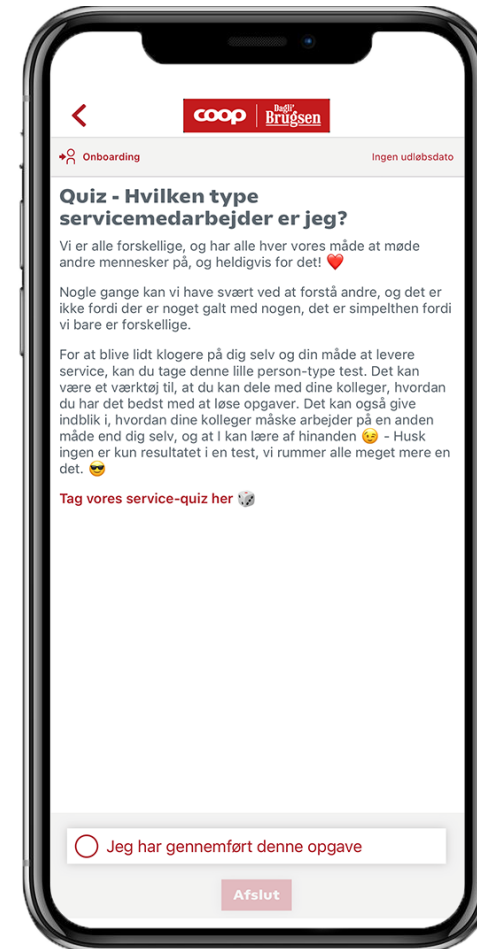 coop Dagli' Brugsen
Onboarding Ingen udløbsdato
Quiz - Hvilken type
servicemedarbejder er jeg?
Vi er alle forskellige, og har alle hver vores måde at møde
andre mennesker på, og heldigvis for det! ❤️
Nogle gange kan vi have svært ved at forstå andre, og det er
ikke fordi der er noget galt med nogen, det er simpelthen fordi
vi bare er forskellige.
For at blive lidt klogere på dig selv og din måde at levere
service, kan du tage denne lille person-type test. Det kan
være et værktøj til, at du kan dele med dine kolleger, hvordan
du har det bedst med at løse opgaver. Det kan også give
indblik i, hvordan dine kolleger måske arbejder på en anden
måde end dig selv, og at I kan lære af hinanden 😉 - Husk
ingen er kun resultatet i en test, vi rummer alle meget mere en
det. 😎
Tag vores service-quiz her 🎲
Jeg har gennemført denne opgave
Afslut